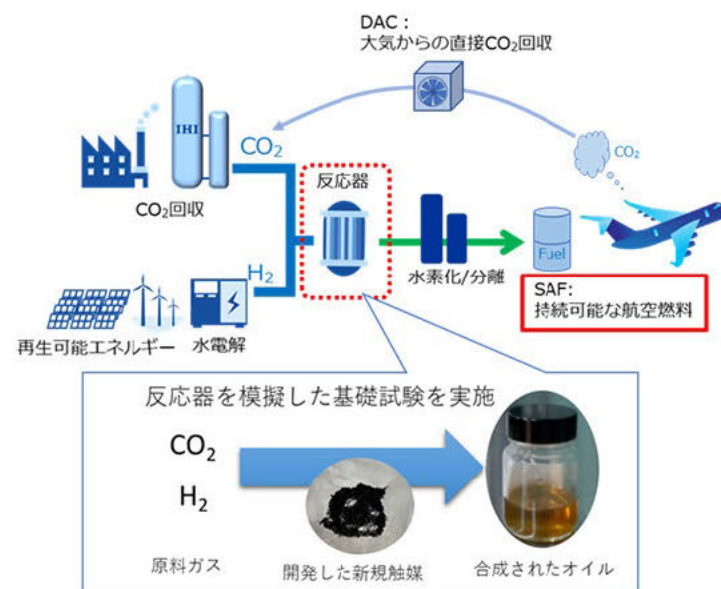 DAC：
大気からの直接CO₂回収
IHI
CO₂
CO₂回収
反応器
CO₂
Fuel
H₂
再生可能エネルギー
水電解
水素化/分離
SAF:
持続可能な航空燃料
反応器を模擬した基礎試験を実施
CO₂
H₂
原料ガス
開発した新規触媒
合成されたオイル